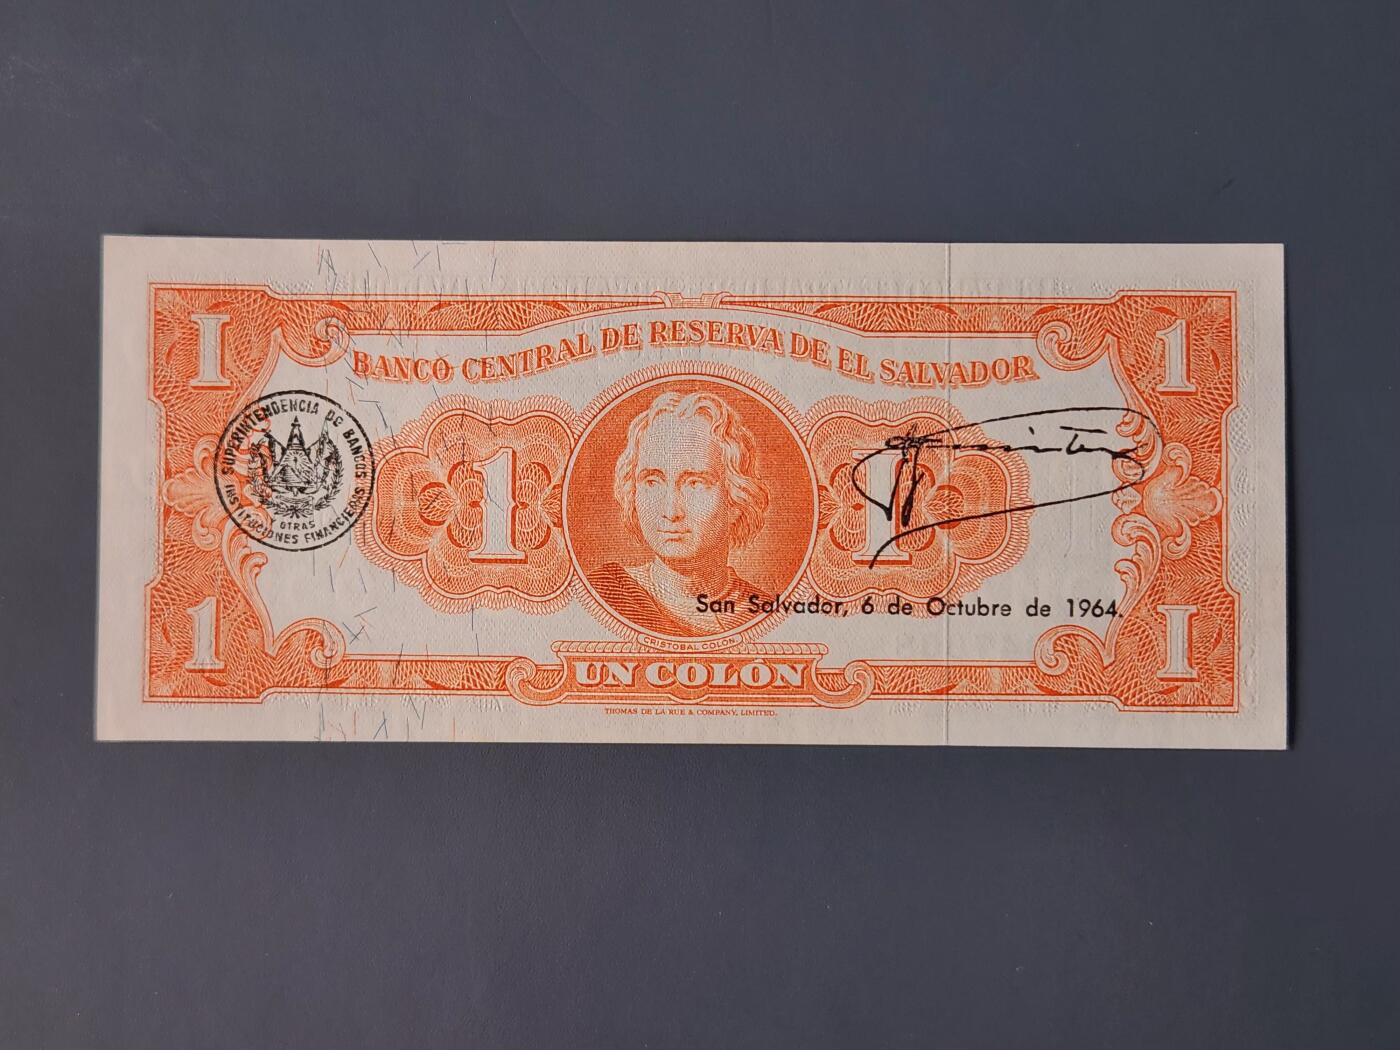 1
1
BANCO CENTRAL DE RESERVA DE EL SALVADOR
SUPERINTENDENCIA DE BANCOS
Y OTRAS
INSTITUCIONES FINANCIERAS
1
1
San Salvador, 6 de Octubre de 1964.
CRISTOBAL COLON
1
1
UN COLÓN
THOMAS DE LA RUE & COMPANY, LIMITED.